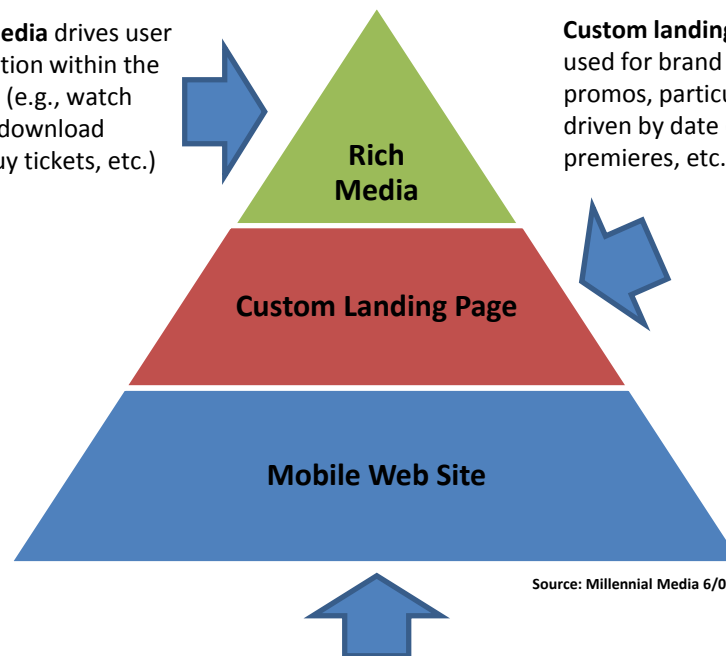 edia drives user
tion within the
(e.g., watch
download
uy tickets, etc.)
Custom landing
used for brand
promos, particu
driven by date
premieres, etc.
Rich
Media
Custom Landing Page
Mobile Web Site
Source: Millennial Media 6/0